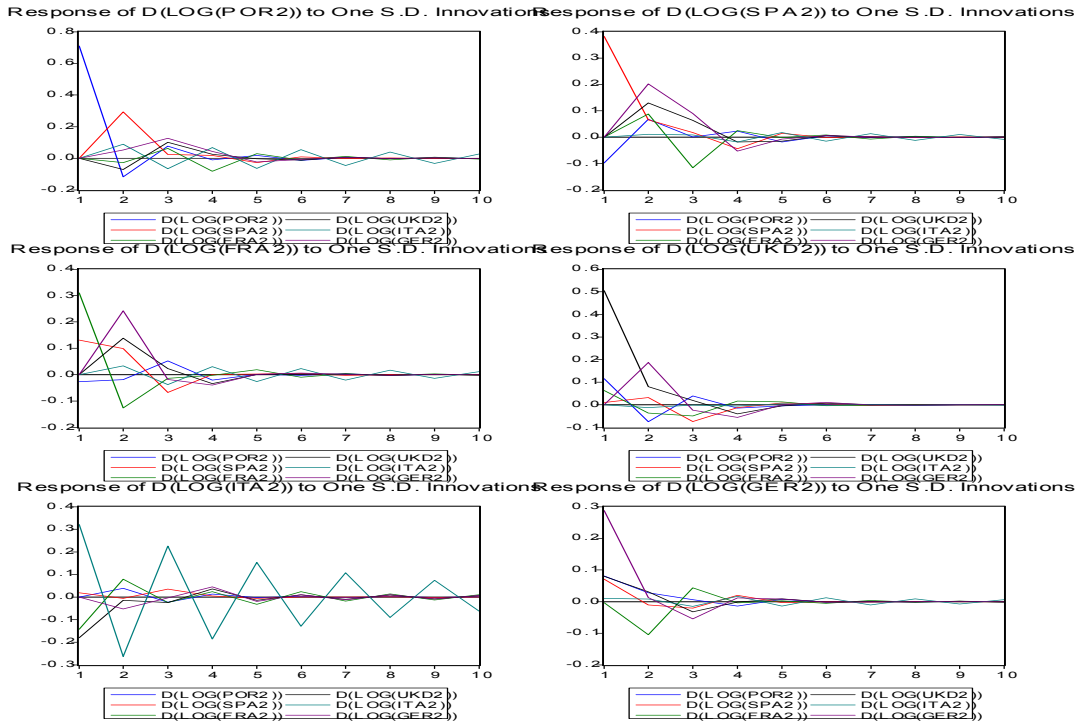 Response of D(LOG(POR2)) to One S.D. Innovations
0.8
0.6
0.4
0.2
0.0
-0.2
1 2 3 4 5 6 7 8 9 10
D(LOG(POR2)) D(LOG(UKD2))
D(LOG(SPA2)) D(LOG(ITA2))
D(LOG(FRA2)) D(LOG(GER2))
Response of D(LOG(SPA2)) to One S.D. Innovations
0.4
0.3
0.2
0.1
0.0
-0.1
-0.2
1 2 3 4 5 6 7 8 9 10
D(LOG(POR2)) D(LOG(UKD2))
D(LOG(SPA2)) D(LOG(ITA2))
D(LOG(FRA2)) D(LOG(GER2))
Response of D(LOG(FRA2)) to One S.D. Innovations
0.4
0.3
0.2
0.1
0.0
-0.1
-0.2
1 2 3 4 5 6 7 8 9 10
D(LOG(POR2)) D(LOG(UKD2))
D(LOG(SPA2)) D(LOG(ITA2))
D(LOG(FRA2)) D(LOG(GER2))
Response of D(LOG(UKD2)) to One S.D. Innovations
0.6
0.5
0.4
0.3
0.2
0.1
0.0
-0.1
1 2 3 4 5 6 7 8 9 10
D(LOG(POR2)) D(LOG(UKD2))
D(LOG(SPA2)) D(LOG(ITA2))
D(LOG(FRA2)) D(LOG(GER2))
Response of D(LOG(ITA2)) to One S.D. Innovations
0.4
0.3
0.2
0.1
0.0
-0.1
-0.2
-0.3
1 2 3 4 5 6 7 8 9 10
D(LOG(POR2)) D(LOG(UKD2))
D(LOG(SPA2)) D(LOG(ITA2))
D(LOG(FRA2)) D(LOG(GER2))
Response of D(LOG(GER2)) to One S.D. Innovations
0.3
0.2
0.1
0.0
-0.1
-0.2
1 2 3 4 5 6 7 8 9 10
D(LOG(POR2)) D(LOG(UKD2))
D(LOG(SPA2)) D(LOG(ITA2))
D(LOG(FRA2)) D(LOG(GER2))